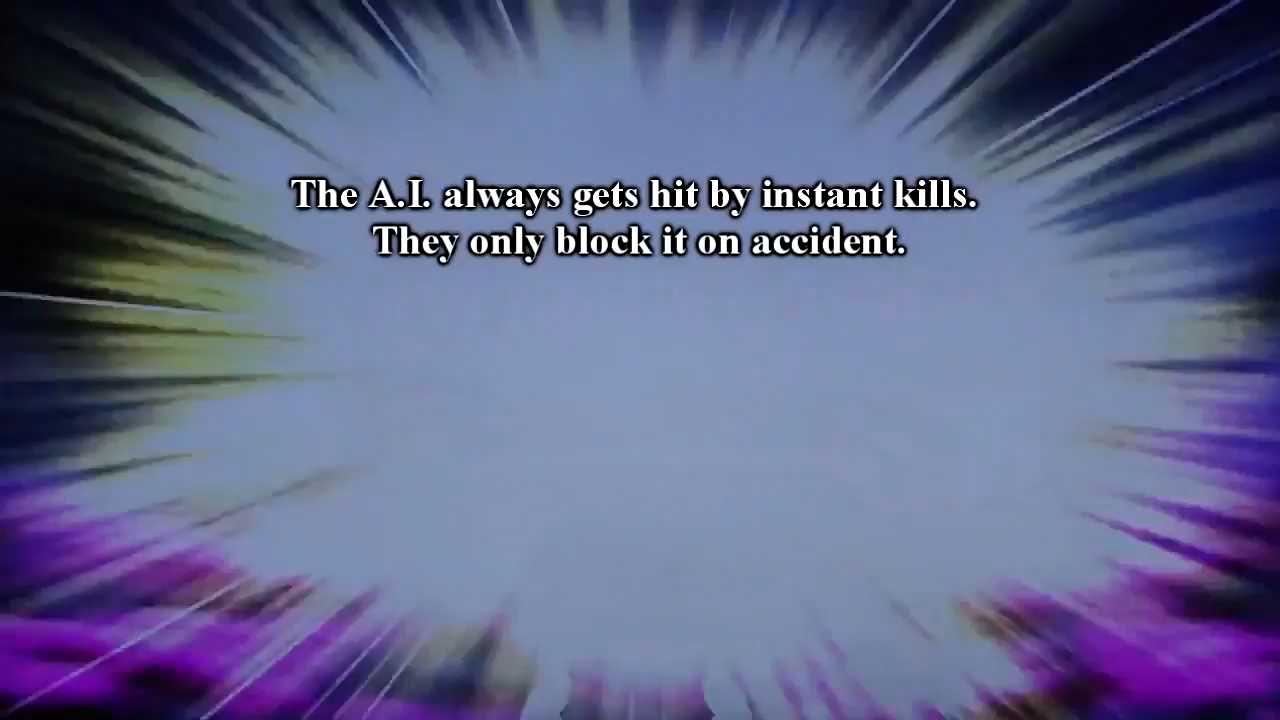 The A.I. always gets hit by instant kills.
They only block it on accident.